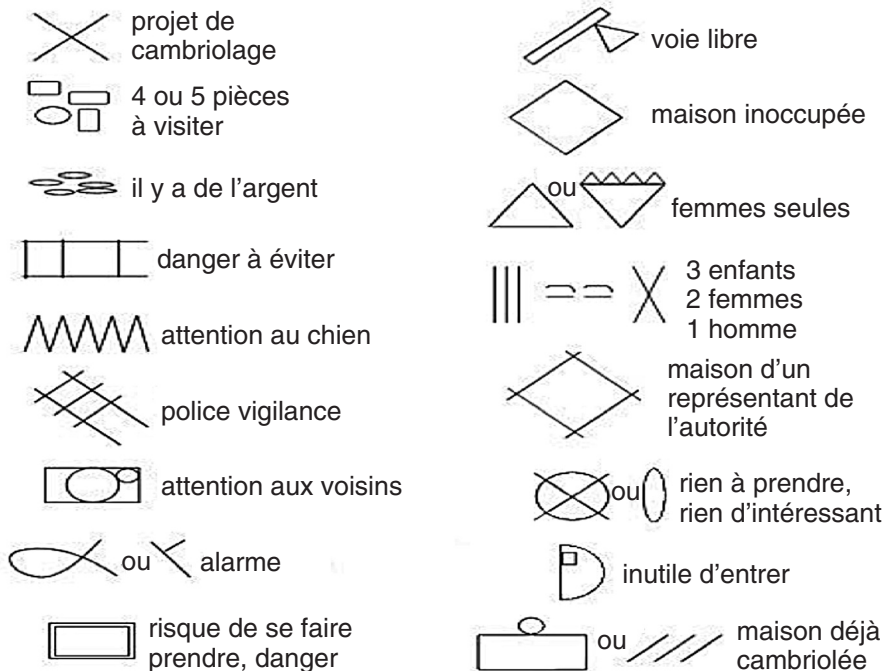 projet de
cambriolage
4 ou 5 pièces
à visiter
il y a de l’argent
danger à éviter
attention au chien
police vigilance
attention aux voisins
ou
alarme
risque de se faire
prendre, danger
voie libre
maison inoccupée
ou
femmes seules
3 enfants
2 femmes
1 homme
maison d’un
représentant de
l’autorité
ou
rien à prendre,
rien d’intéressant
inutile d’entrer
ou
maison déjà
cambriolée